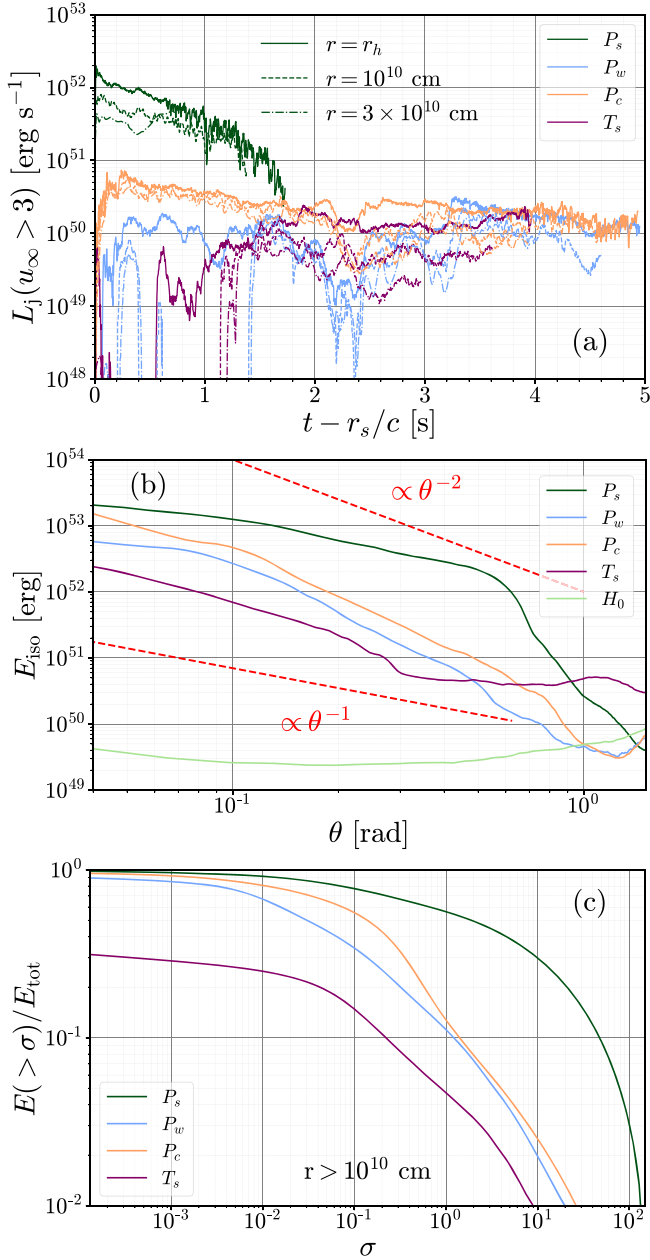 10^53
10^52
10^51
10^50
10^49
10^48
L_j(u_∞ > 3) [erg s^−1]
r = r_h
r = 10^10 cm
r = 3 × 10^10 cm
P_s
P_w
P_c
T_s
(a)
0 1 2 3 4 5
t − r_s/c [s]
10^54
10^53
10^52
10^51
10^50
10^49
E_iso [erg]
(b)
∝ θ^−2
∝ θ^−1
P_s
P_w
P_c
T_s
H_0
10^−1 10^0
θ [rad]
10^0
10^−1
10^−2
E(> σ)/E_tot
(c)
P_s
P_w
P_c
T_s
r > 10^10 cm
10^−3 10^−2 10^−1 10^0 10^1 10^2
σ